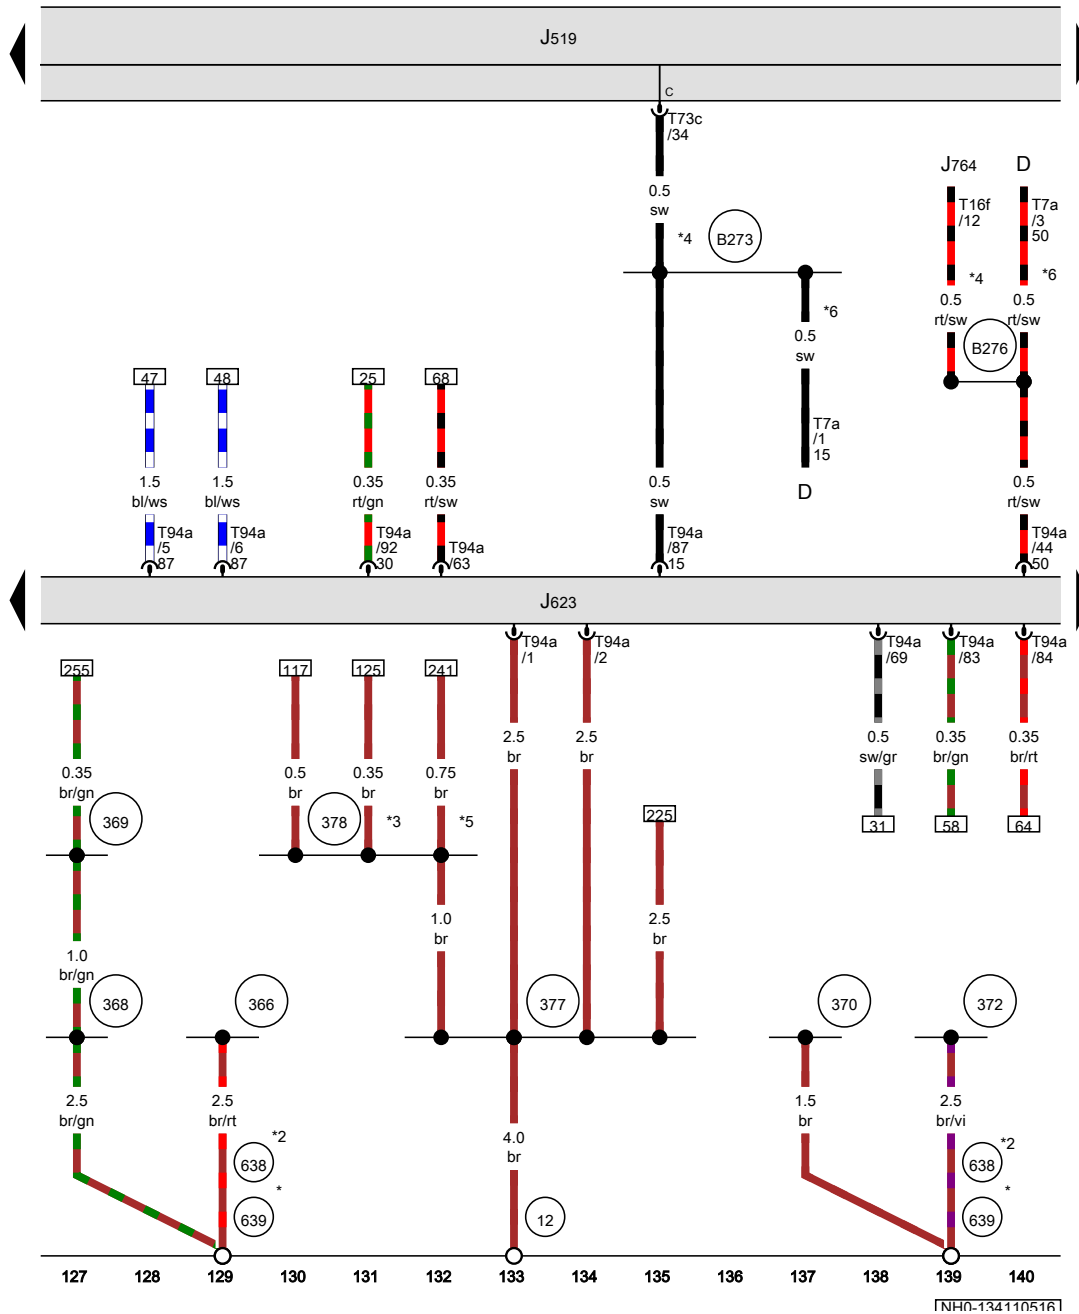 J519
c
T73c
/34
J764
D
0.5
sw
T16f
/12
T7a
/3
50
*4
B273
*4
*6
0.5
rt/sw
0.5
rt/sw
*6
0.5
sw
B276
47
48
25
68
T7a
/1
15
1.5
bl/ws
1.5
bl/ws
0.35
rt/gn
0.35
rt/sw
0.5
sw
D
0.5
rt/sw
T94a
/5
87
T94a
/6
87
T94a
/92
30
T94a
/63
T94a
/87
15
T94a
/44
50
J623
T94a
/1
T94a
/2
T94a
/69
T94a
/83
T94a
/84
255
117
125
241
2.5
br
2.5
br
0.5
sw/gr
0.35
br/gn
0.35
br/rt
0.35
br/gn
0.5
br
0.35
br
0.75
br
369
378
*3
*5
225
31
58
64
1.0
br/gn
1.0
br
2.5
br
368
366
377
370
372
2.5
br/gn
2.5
br/rt
4.0
br
1.5
br
2.5
br/vi
*2
638
*
639
12
*2
638
*
639
127 128 129 130 131 132 133 134 135 136 137 138 139 140
NH0-134110516